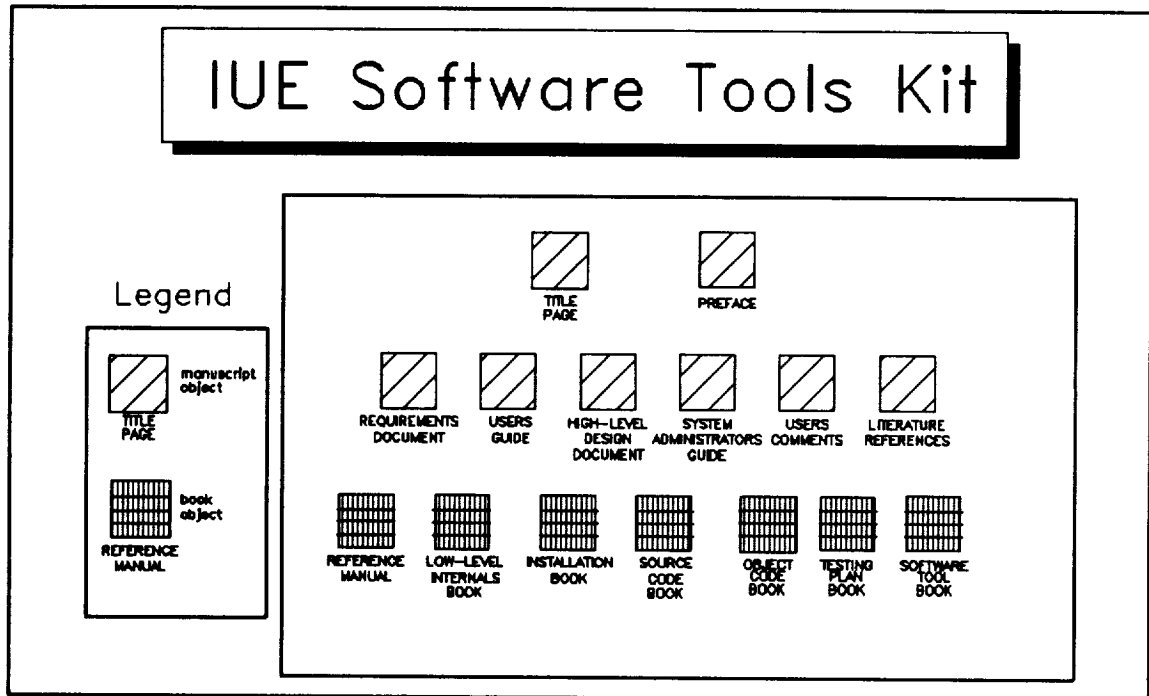 IUE Software Tools Kit
Legend
manuscript
object
TITLE
PAGE
book
object
REFERENCE
MANUAL
TITLE
PAGE
PREFACE
REQUIREMENTS
DOCUMENT
USERS
GUIDE
HIGH-LEVEL
DESIGN
DOCUMENT
SYSTEM
ADMINISTRATORS
GUIDE
USERS
COMMENTS
LITERATURE
REFERENCES
REFERENCE
MANUAL
LOW-LEVEL
INTERNALS
BOOK
INSTALLATION
BOOK
SOURCE
CODE
BOOK
OBJECT
CODE
BOOK
TESTING
PLAN
BOOK
SOFTWARE
TOOL
BOOK